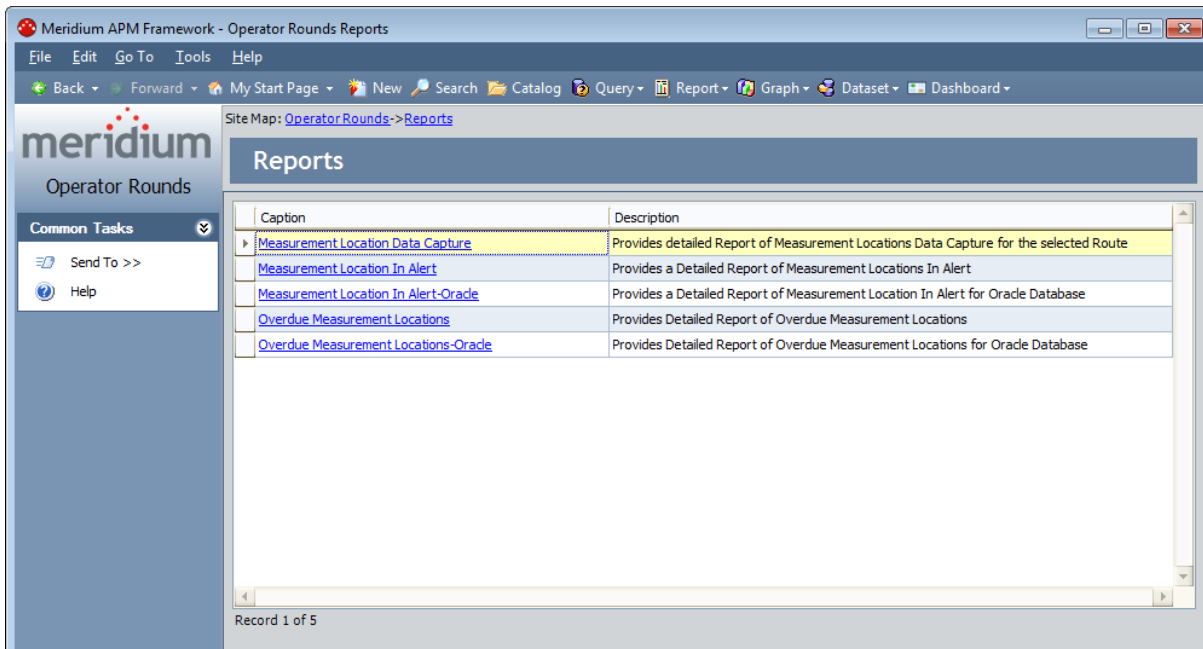 Meridium APM Framework - Operator Rounds Reports
File Edit Go To Tools Help
Back Forward My Start Page New Search Catalog Query Report Graph Dataset Dashboard
meridium
Operator Rounds
Common Tasks
Send To >>
Help
Site Map: Operator Rounds->Reports
Reports
Caption Description
Measurement Location Data Capture Provides detailed Report of Measurement Locations Data Capture for the selected Route
Measurement Location In Alert Provides a Detailed Report of Measurement Locations In Alert
Measurement Location In Alert-Oracle Provides a Detailed Report of Measurement Location In Alert for Oracle Database
Overdue Measurement Locations Provides Detailed Report of Overdue Measurement Locations
Overdue Measurement Locations-Oracle Provides Detailed Report of Overdue Measurement Locations for Oracle Database
Record 1 of 5